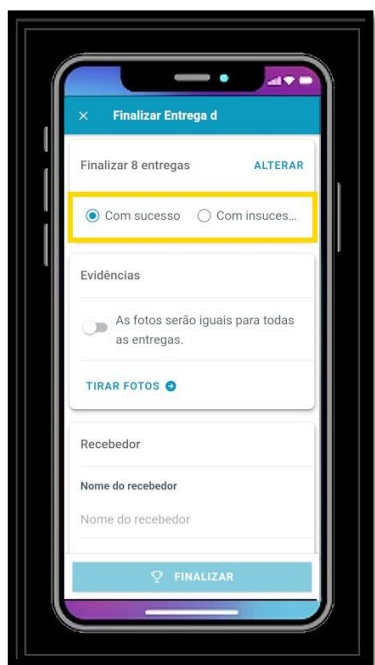 Finalizar Entrega d
Finalizar 8 entregas ALTERAR
Com sucesso Com insuces...
Evidências
As fotos serão iguais para todas
as entregas.
TIRAR FOTOS
Recebedor
Nome do recebedor
Nome do recebedor
FINALIZAR